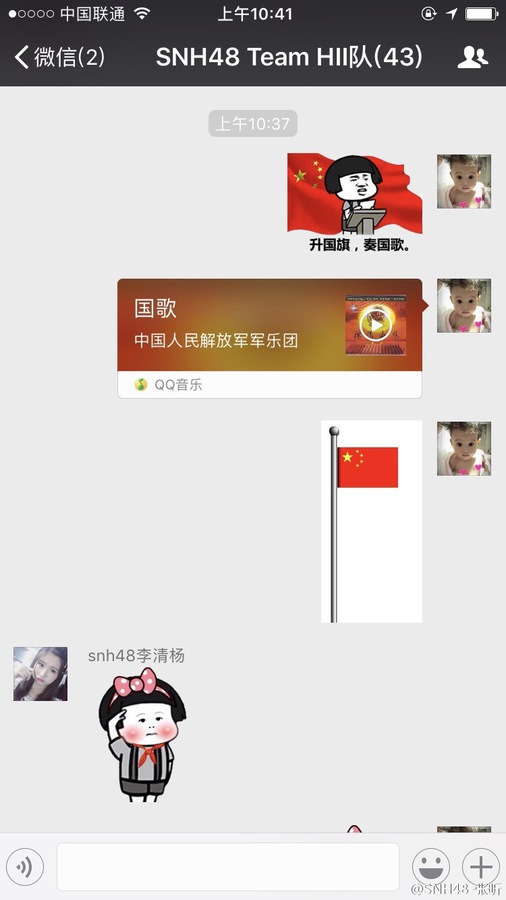 中国联通
上午10:41
微信(2)
SNH48 Team HII队(43)
上午10:37
升国旗，奏国歌。
国歌
中国人民解放军军乐团
QQ音乐
snh48李清杨
@SNH48-张昕